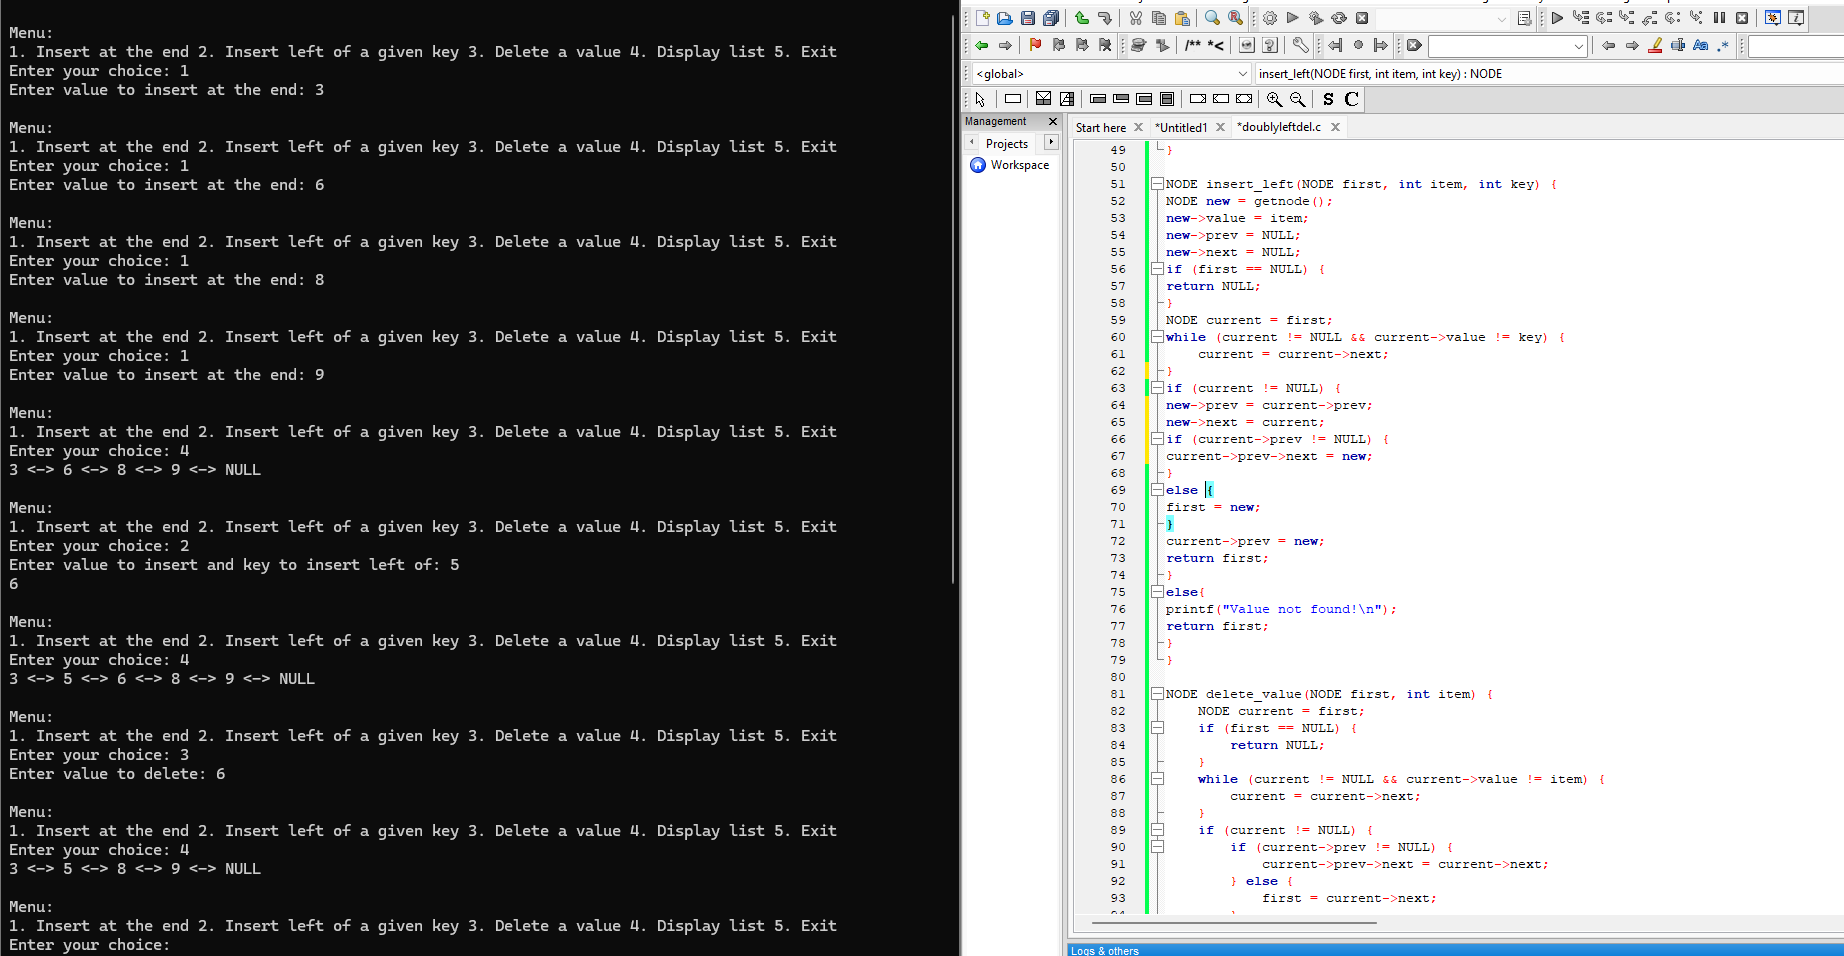 Menu:
1. Insert at the end 2. Insert left of a given key 3. Delete a value 4. Display list 5. Exit
Enter your choice: 1
Enter value to insert at the end: 3
Menu:
1. Insert at the end 2. Insert left of a given key 3. Delete a value 4. Display list 5. Exit
Enter your choice: 1
Enter value to insert at the end: 6
Menu:
1. Insert at the end 2. Insert left of a given key 3. Delete a value 4. Display list 5. Exit
Enter your choice: 1
Enter value to insert at the end: 8
Menu:
1. Insert at the end 2. Insert left of a given key 3. Delete a value 4. Display list 5. Exit
Enter your choice: 1
Enter value to insert at the end: 9
Menu:
1. Insert at the end 2. Insert left of a given key 3. Delete a value 4. Display list 5. Exit
Enter your choice: 4
3 <-> 6 <-> 8 <-> 9 <-> NULL
Menu:
1. Insert at the end 2. Insert left of a given key 3. Delete a value 4. Display list 5. Exit
Enter your choice: 2
Enter value to insert and key to insert left of: 5
6
Menu:
1. Insert at the end 2. Insert left of a given key 3. Delete a value 4. Display list 5. Exit
Enter your choice: 4
3 <-> 5 <-> 6 <-> 8 <-> 9 <-> NULL
Menu:
1. Insert at the end 2. Insert left of a given key 3. Delete a value 4. Display list 5. Exit
Enter your choice: 3
Enter value to delete: 6
Menu:
1. Insert at the end 2. Insert left of a given key 3. Delete a value 4. Display list 5. Exit
Enter your choice: 4
3 <-> 5 <-> 8 <-> 9 <-> NULL
Menu:
1. Insert at the end 2. Insert left of a given key 3. Delete a value 4. Display list 5. Exit
Enter your choice:
/** *<
Aa .*
<global> insert_left(NODE first, int item, int key) : NODE
S C
Management
Projects
Workspace
Start here *Untitled1 *doublyleftdel.c
49 }
50
51 NODE insert_left(NODE first, int item, int key) {
52 NODE new = getnode();
53 new->value = item;
54 new->prev = NULL;
55 new->next = NULL;
56 if (first == NULL) {
57 return NULL;
58 }
59 NODE current = first;
60 while (current != NULL && current->value != key) {
61 current = current->next;
62 }
63 if (current != NULL) {
64 new->prev = current->prev;
65 new->next = current;
66 if (current->prev != NULL) {
67 current->prev->next = new;
68 }
69 else {
70 first = new;
71 }
72 current->prev = new;
73 return first;
74 }
75 else{
76 printf("Value not found!\n");
77 return first;
78 }
79 }
80
81 NODE delete_value(NODE first, int item) {
82 NODE current = first;
83 if (first == NULL) {
84 return NULL;
85 }
86 while (current != NULL && current->value != item) {
87 current = current->next;
88 }
89 if (current != NULL) {
90 if (current->prev != NULL) {
91 current->prev->next = current->next;
92 } else {
93 first = current->next;
Logs & others